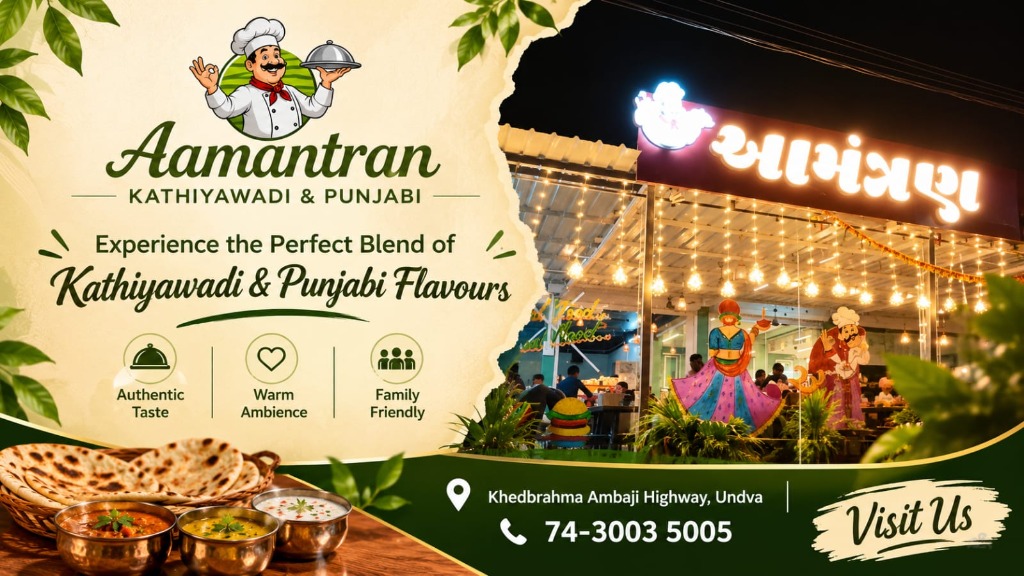 Aamantran
KATHIYAWADI & PUNJABI
Experience the Perfect Blend of
Kathiyawadi & Punjabi Flavours
Authentic
Taste
Warm
Ambience
Family
Friendly
આમંત્રણ
Khedbrahma Ambaji Highway, Undva
74-3003 5005
Visit Us